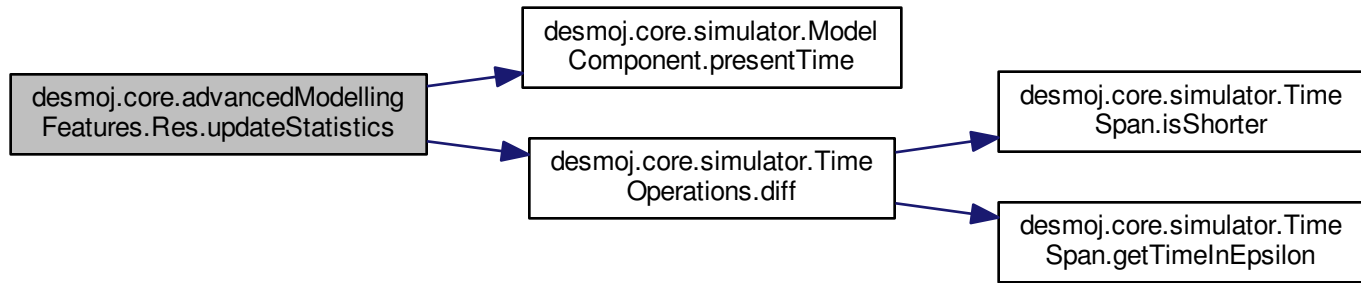 desmoj.core.advancedModelling
Features.Res.updateStatistics
desmoj.core.simulator.Model
Component.presentTime
desmoj.core.simulator.Time
Operations.diff
desmoj.core.simulator.Time
Span.isShorter
desmoj.core.simulator.Time
Span.getTimeInEpsilon